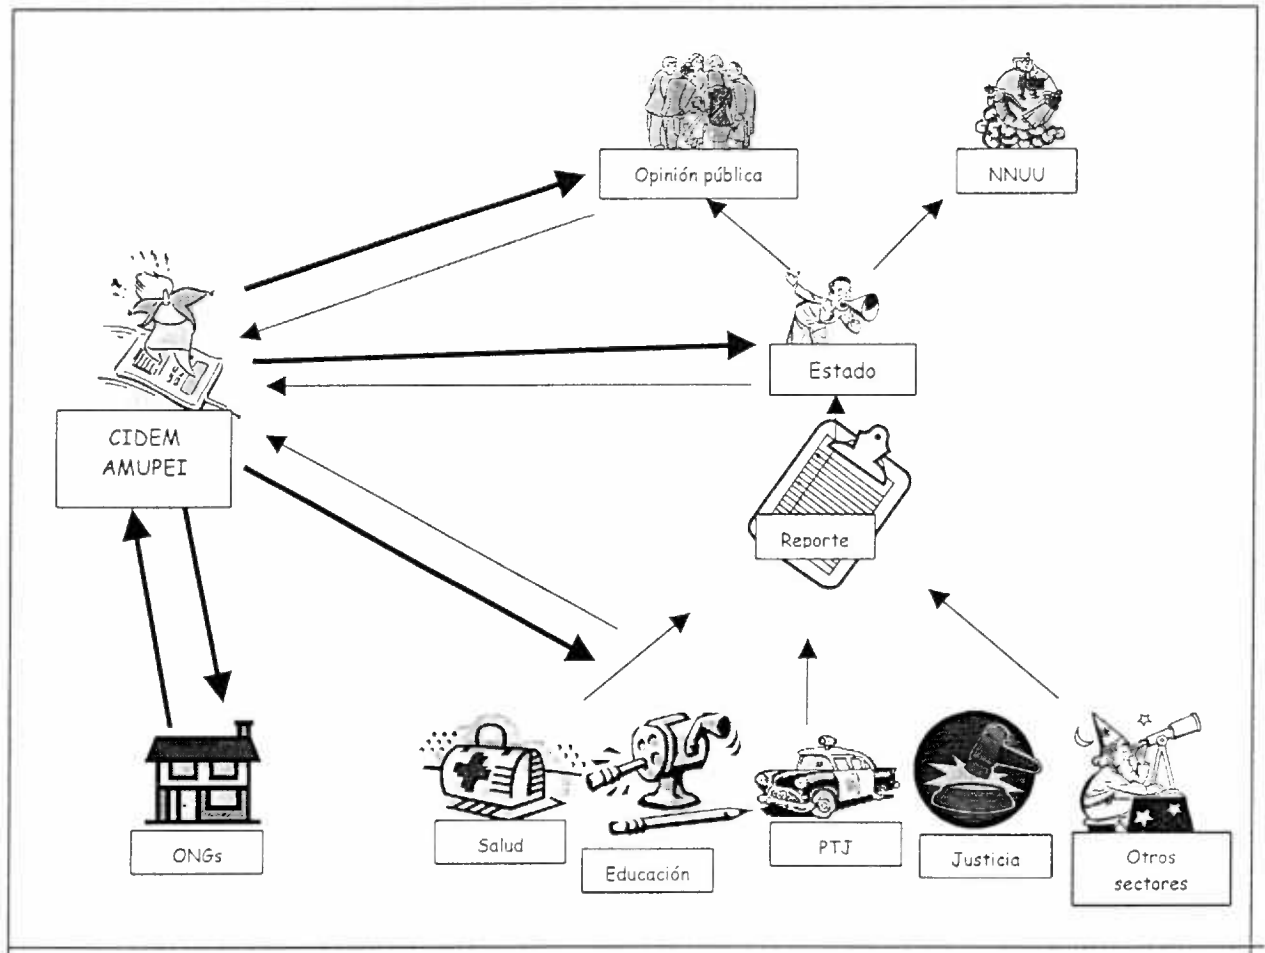 Opinión pública
NNUU
Estado
CIDEM
AMUPEI
Reporte
ONGs
Salud
Educación
PTJ
Justicia
Otros
sectores